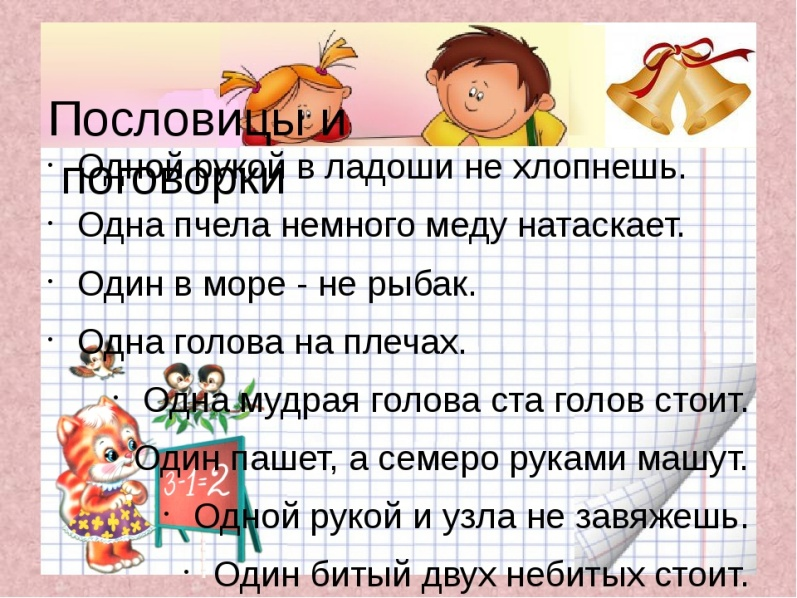 Пословицы и
поговорки
Одной рукой в ладоши не хлопнешь.
Одна пчела немного меду натаскает.
Один в море - не рыбак.
Одна голова на плечах.
Одна мудрая голова ста голов стоит.
Один пашет, а семеро руками машут.
Одной рукой и узла не завяжешь.
Один битый двух небитых стоит.
3-1=2